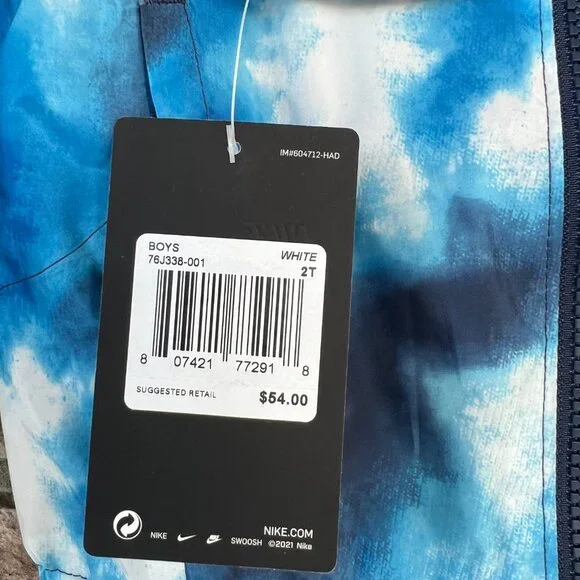 IM#604712-HAD
BOYS WHITE
76J338-001 2T
8 07421 77291 8
SUGGESTED RETAIL $54.00
NIKE.COM
NIKE SWOOSH ©2021 Nike